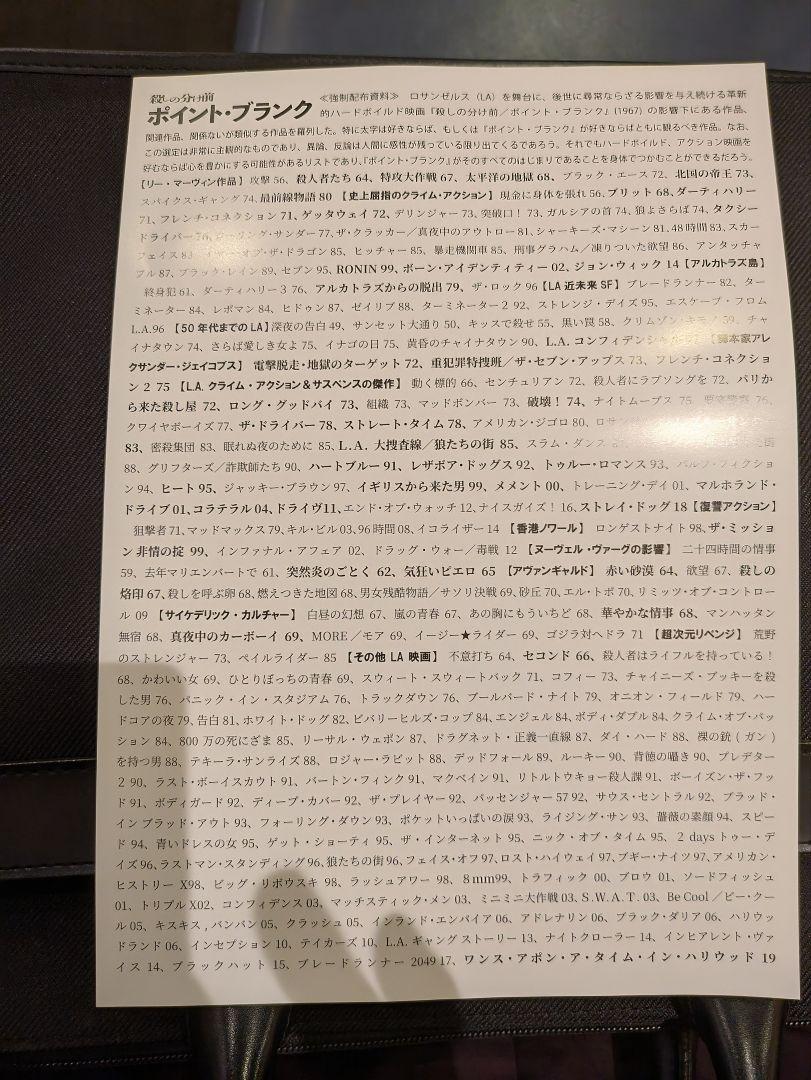 殺しの分け前
ポイント・ブランク
≪強制配布資料≫ ロサンゼルス（LA）を舞台に、後世に尋常ならざる影響を与え続ける革新
的ハードボイルド映画『殺しの分け前／ポイント・ブランク』(1967) の影響下にある作品、
関連作品、関係ないが類似する作品を羅列した。特に太字は好きならば、もしくは『ポイント・ブランク』が好きならばともに観るべき作品。なお、
この選定は非常に主観的なものであり、異論、反論は人間に感性が残っている限り出てくるであろう。それでもハードボイルド、アクション映画を
好むならば心を豊かにする可能性があるリストであり、『ポイント・ブランク』がそのすべてのはじまりであることを身体でつかむことができるだろう。
【リー・マーヴィン作品】攻撃 56、殺人者たち 64、特攻大作戦 67、太平洋の地獄 68、ブラック・エース 72、北国の帝王 73、
スパイクス・ギャング 74、最前線物語 80 【史上屈指のクライム・アクション】現金に身体を張れ 56、ブリット 68、ダーティハリー
71、フレンチ・コネクション 71、ゲッタウェイ 72、デリンジャー 73、突破口！ 73、ガルシアの首 74、狼よさらば 74、タクシー
ドライバー 76、ローリング・サンダー 77、ザ・クラッカー／真夜中のアウトロー 81、シャーキーズ・マシーン 81、48 時間 83、スカー
フェイス 83、イヤー・オブ・ザ・ドラゴン 85、ヒッチャー 85、暴走機関車 85、刑事グラハム／凍りついた欲望 86、アンタッチャ
ブル 87、ブラック・レイン 89、セブン 95、RONIN 99、ボーン・アイデンティティー 02、ジョン・ウィック 14【アルカトラズ島】
終身犯 61、ダーティハリー 3 76、アルカトラズからの脱出 79、ザ・ロック 96【LA 近未来 SF】ブレードランナー 82、ター
ミネーター 84、レポマン 84、ヒドゥン 87、ゼイリブ 88、ターミネーター 2 92、ストレンジ・デイズ 95、エスケープ・フロム
L.A.96 【50 年代までの LA】深夜の告白 49、サンセット大通り 50、キッスで殺せ 55、黒い罠 58、クリムゾン・キモノ 59、チャ
イナタウン 74、さらば愛しき女よ 75、イナゴの日 75、黄昏のチャイナタウン 90、L.A. コンフィデンシャル 97【脚本家アレ
クサンダー・ジェイコブス】 電撃脱走・地獄のターゲット 72、重犯罪特捜班／ザ・セブン・アップス 73、フレンチ・コネクショ
ン 2 75 【L.A. クライム・アクション＆サスペンスの傑作】 動く標的 66、センチュリアン 72、殺人者にラブソングを 72、パリか
ら来た殺し屋 72、ロング・グッドバイ 73、組織 73、マッドボンバー 73、破壊！ 74、ナイトムーブス 75、
クワイヤボーイズ 77、ザ・ドライバー 78、ストレート・タイム 78、アメリカン・ジゴロ 80、ロサン
83、密殺集団 83、眠れぬ夜のために 85、L.A. 大捜査線／狼たちの街 85、スラム・ダンス
88、グリフターズ／詐欺師たち 90、ハートブルー 91、レザボア・ドッグス 92、トゥルー・ロマンス 93、パルプ・フィクショ
ン 94、ヒート 95、ジャッキー・ブラウン 97、イギリスから来た男 99、メメント 00、トレーニング・デイ 01、マルホランド・
ドライブ 01、コラテラル 04、ドライヴ11、エンド・オブ・ウォッチ 12、ナイスガイズ！ 16、ストレイ・ドッグ 18【復讐アクション】
狙撃者 71、マッドマックス 79、キル・ビル 03、96 時間 08、イコライザー 14 【香港ノワール】 ロンゲストナイト 98、ザ・ミッショ
ン 非情の掟 99、インファナル・アフェア 02、ドラッグ・ウォー／毒戦 12 【ヌーヴェル・ヴァーグの影響】 二十四時間の情事
59、去年マリエンバートで 61、突然炎のごとく 62、気狂いピエロ 65 【アヴァンギャルド】 赤い砂漠 64、欲望 67、殺しの
烙印 67、殺しを呼ぶ卵 68、燃えつきた地図 68、男女残酷物語／サソリ決戦 69、砂丘 70、エル・トポ 70、リミッツ・オブ・コントロー
ル 09 【サイケデリック・カルチャー】 白昼の幻想 67、嵐の青春 67、あの胸にもういちど 68、華やかな情事 68、マンハッタン
無宿 68、真夜中のカーボーイ 69、MORE／モア 69、イージー★ライダー 69、ゴジラ対ヘドラ 71 【超次元リベンジ】 荒野
のストレンジャー 73、ペイルライダー 85 【その他 LA 映画】 不意打ち 64、セコンド 66、殺人者はライフルを持っている！
68、かわいい女 69、ひとりぼっちの青春 69、スウィート・スウィートバック 71、コフィー 73、チャイニーズ・ブッキーを殺
した男 76、パニック・イン・スタジアム 76、トラックダウン 76、ブールバード・ナイト 79、オニオン・フィールド 79、ハー
ドコアの夜 79、告白 81、ホワイト・ドッグ 82、ビバリーヒルズ・コップ 84、エンジェル 84、ボディ・ダブル 84、クライム・オブ・パッ
ション 84、800 万の死にざま 85、リーサル・ウェポン 87、ドラグネット・正義一直線 87、ダイ・ハード 88、裸の銃 (ガン)
を持つ男 88、テキーラ・サンライズ 88、ロジャー・ラビット 88、デッドフォール 89、ルーキー 90、背徳の囁き 90、プレデター
2 90、ラスト・ボーイスカウト 91、バートン・フィンク 91、マクベイン 91、リトルトウキョー殺人課 91、ボーイズン・ザ・フッ
ド 91、ボディガード 92、ディープ・カバー 92、ザ・プレイヤー 92、パッセンジャー 57 92、サウス・セントラル 92、ブラッド・
イン ブラッド・アウト 93、フォーリング・ダウン 93、ポケットいっぱいの涙 93、ライジング・サン 93、薔薇の素顔 94、スピー
ド 94、青いドレスの女 95、ゲット・ショーティ 95、ザ・インターネット 95、ニック・オブ・タイム 95、2 days トゥー・デ
イズ 96、ラストマン・スタンディング 96、狼たちの街 96、フェイス・オフ 97、ロスト・ハイウェイ 97、ブギー・ナイツ 97、アメリカン・
ヒストリー X98、ビッグ・リボウスキ 98、ラッシュアワー 98、8mm99、トラフィック 00、ブロウ 01、ソードフィッシュ
01、トリプル X02、コンフィデンス 03、マッチスティック・メン 03、ミニミニ大作戦 03、S.W.A.T. 03、Be Cool／ビー・クー
ル 05、キスキス , バンバン 05、クラッシュ 05、インランド・エンパイア 06、アドレナリン 06、ブラック・ダリア 06、ハリウッ
ドランド 06、インセプション 10、テイカーズ 10、L.A. ギャング ストーリー 13、ナイトクローラー 14、インヒアレント・ヴァ
イス 14、ブラックハット 15、ブレードランナー 2049 17、ワンス・アポン・ア・タイム・イン・ハリウッド 19